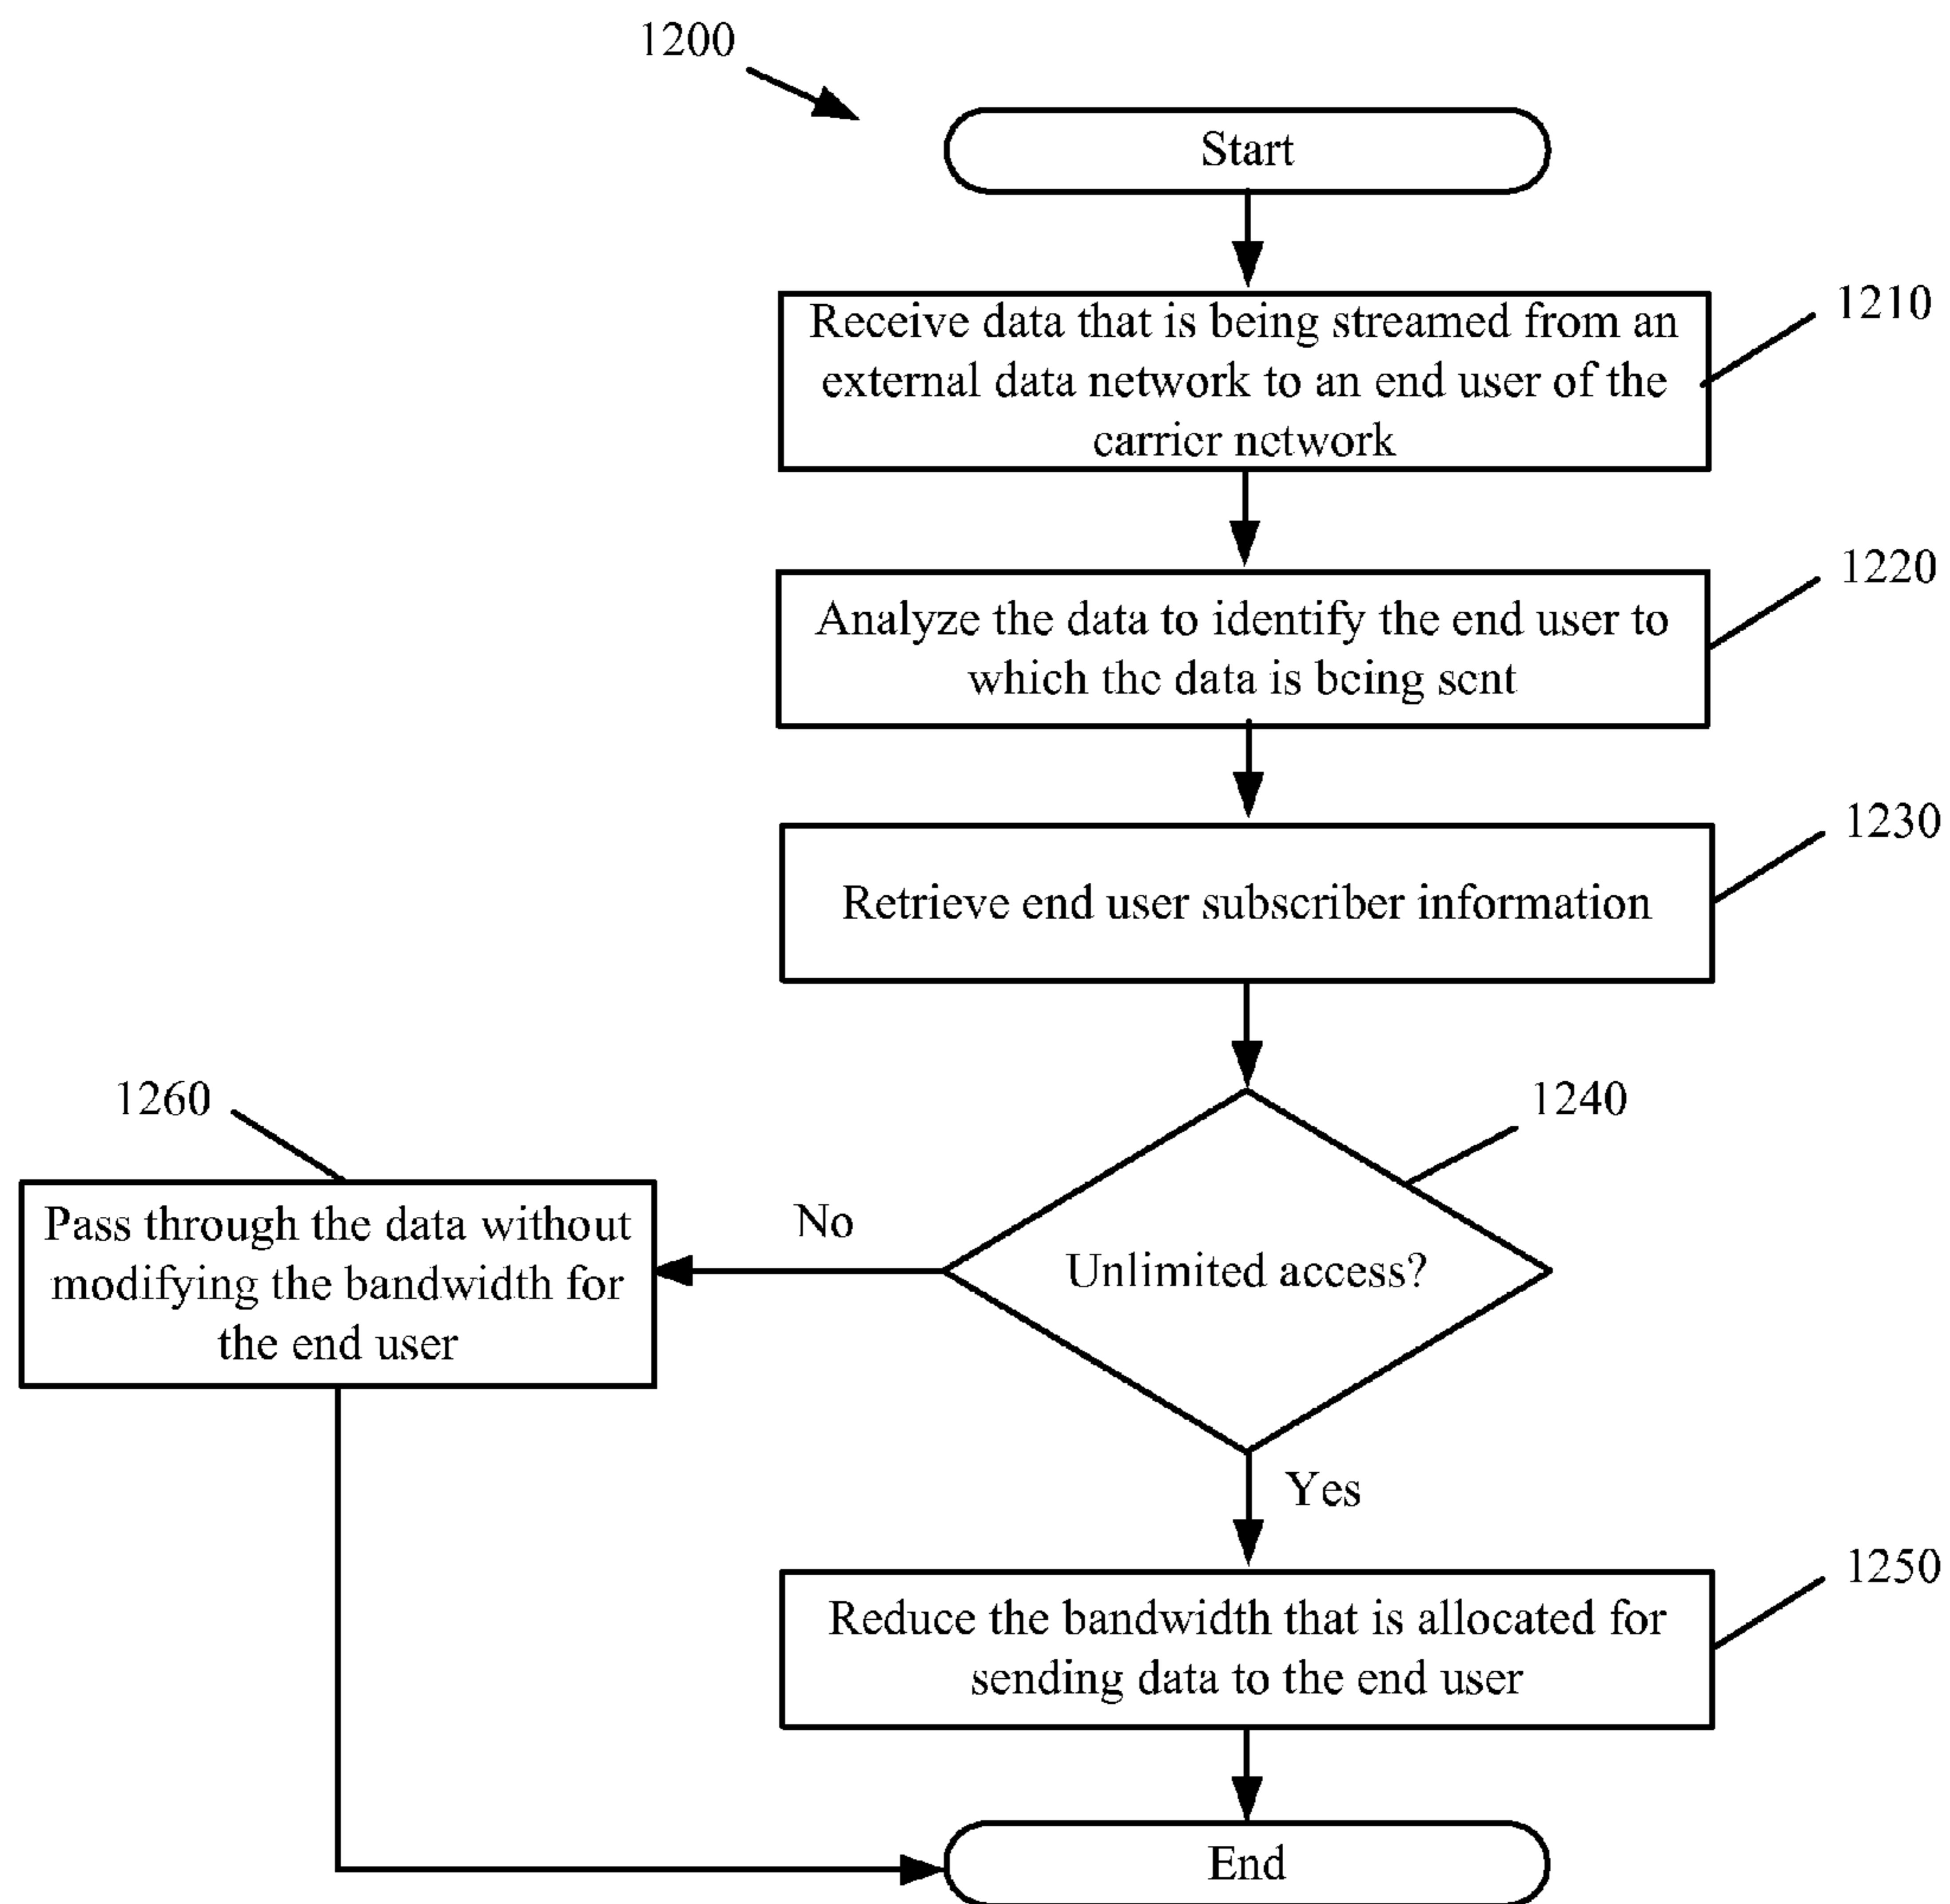 1200
Start
Receive data that is being streamed from an
external data network to an end user of the
carrier network
1210
Analyze the data to identify the end user to
which the data is being sent
1220
Retrieve end user subscriber information
1230
Unlimited access?
1240
No
Pass through the data without
modifying the bandwidth for
the end user
1260
Yes
Reduce the bandwidth that is allocated for
sending data to the end user
1250
End